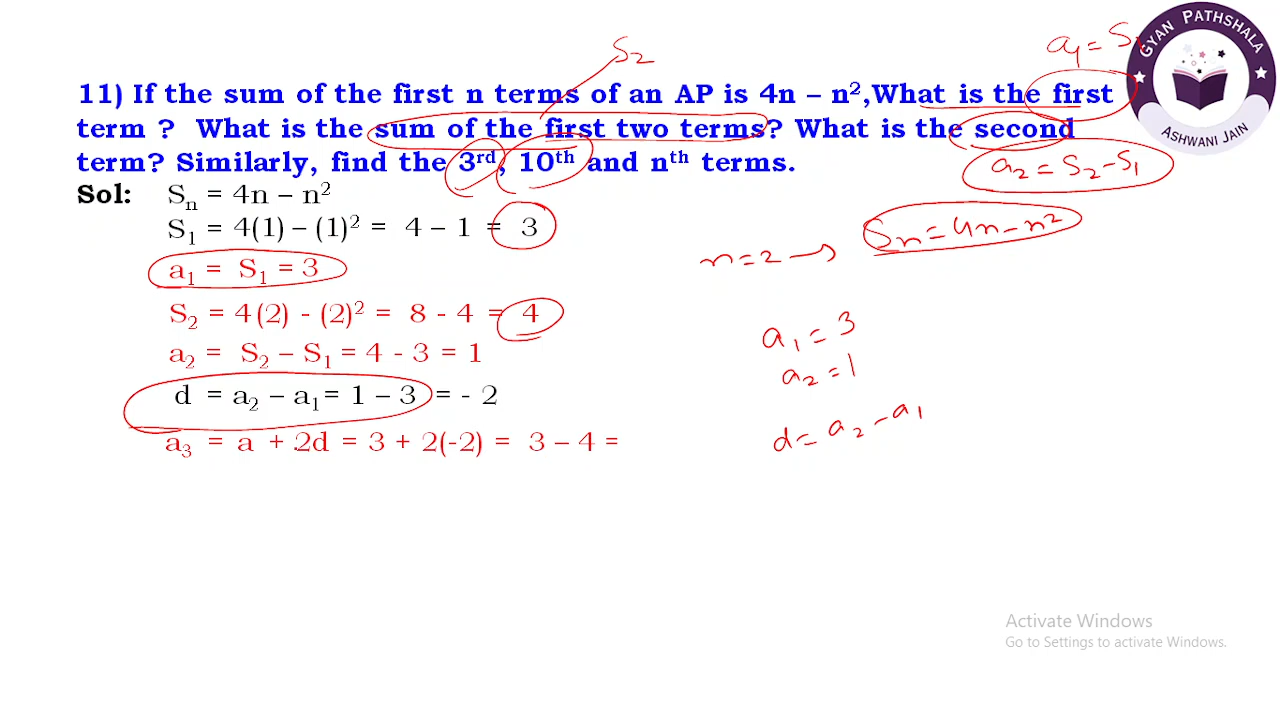 S₂
a₁ = S
GYAN PATHSHALA
ASHWANI JAIN
11) If the sum of the first n terms of an AP is 4n – n²,What is the first
term ? What is the sum of the first two terms? What is the second
term? Similarly, find the 3ʳᵈ, 10ᵗʰ and nᵗʰ terms.
a₂ = S₂ – S₁
Sol: Sₙ = 4n – n²
S₁ = 4(1) – (1)² = 4 – 1 = 3
Sₙ = 4n – n²
n = 2 →
a₁ = S₁ = 3
S₂ = 4(2) - (2)² = 8 - 4 = 4
a₁ = 3
a₂ = S₂ – S₁ = 4 - 3 = 1
a₂ = 1
d = a₂ – a₁ = 1 – 3 = - 2
d = a₂ – a₁
a₃ = a + 2d = 3 + 2(-2) = 3 – 4 =
Activate Windows
Go to Settings to activate Windows.